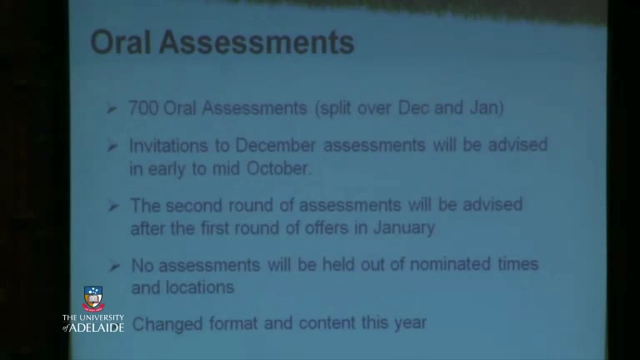 Oral Assessments
➢ 700 Oral Assessments (split over Dec and Jan)
➢ Invitations to December assessments will be advised
in early to mid October.
➢ The second round of assessments will be advised
after the first round of offers in January
➢ No assessments will be held out of nominated times
and locations
Changed format and content this year
THE UNIVERSITY
of ADELAIDE